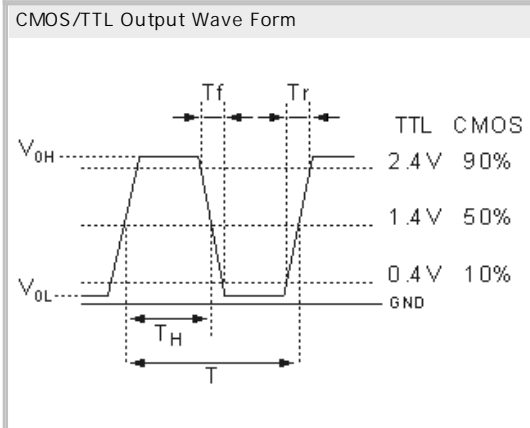 CMOS/TTL Output Wave Form
Tf Tr
TTL CMOS
V0H 2.4V 90%
1.4V 50%
0.4V 10%
V0L GND
TH
T